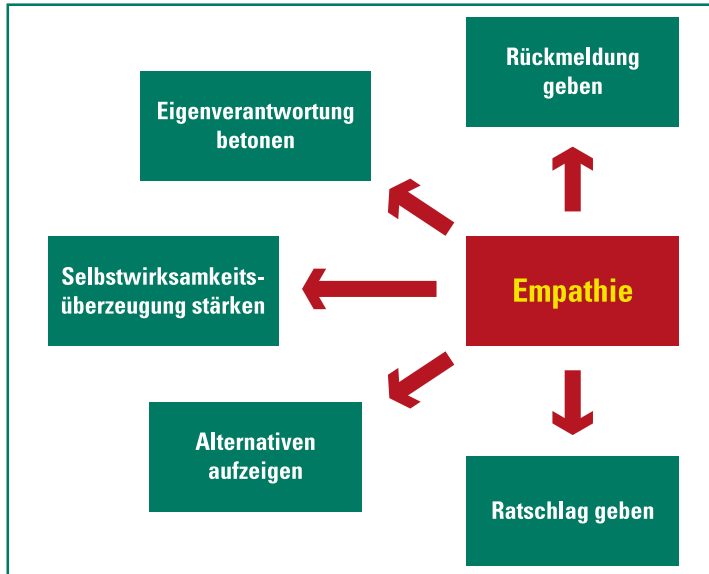 Rückmeldung
geben
Eigenverantwortung
betonen
Selbstwirksamkeits-
überzeugung stärken
Empathie
Alternativen
aufzeigen
Ratschlag geben